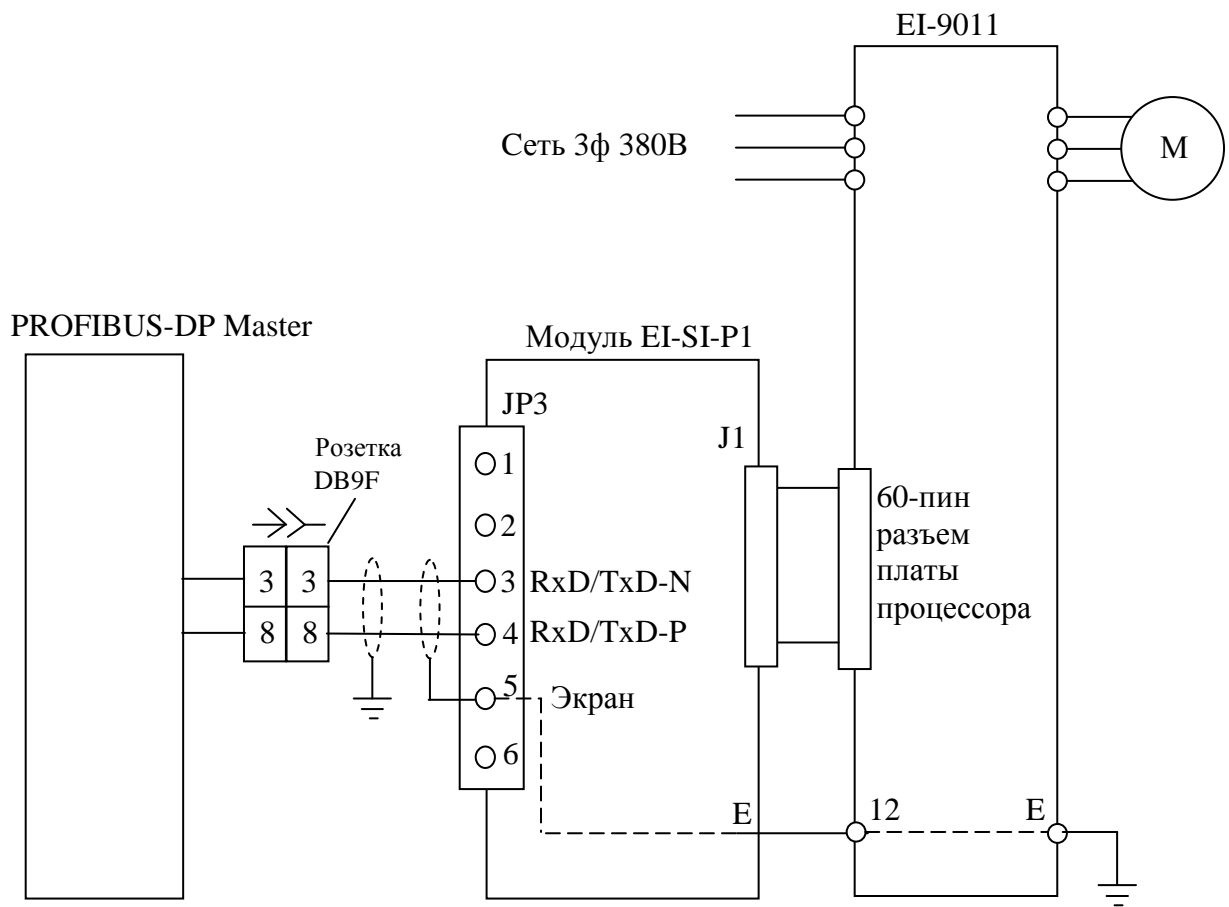 EI-9011
Сеть 3ф 380В
М
PROFIBUS-DP Master
Модуль EI-SI-P1
JP3
J1
Розетка
DB9F
1
2
3 3
3 RxD/TxD-N
8 8
4 RxD/TxD-P
5 Экран
6
60-пин
разъем
платы
процессора
E
12
E